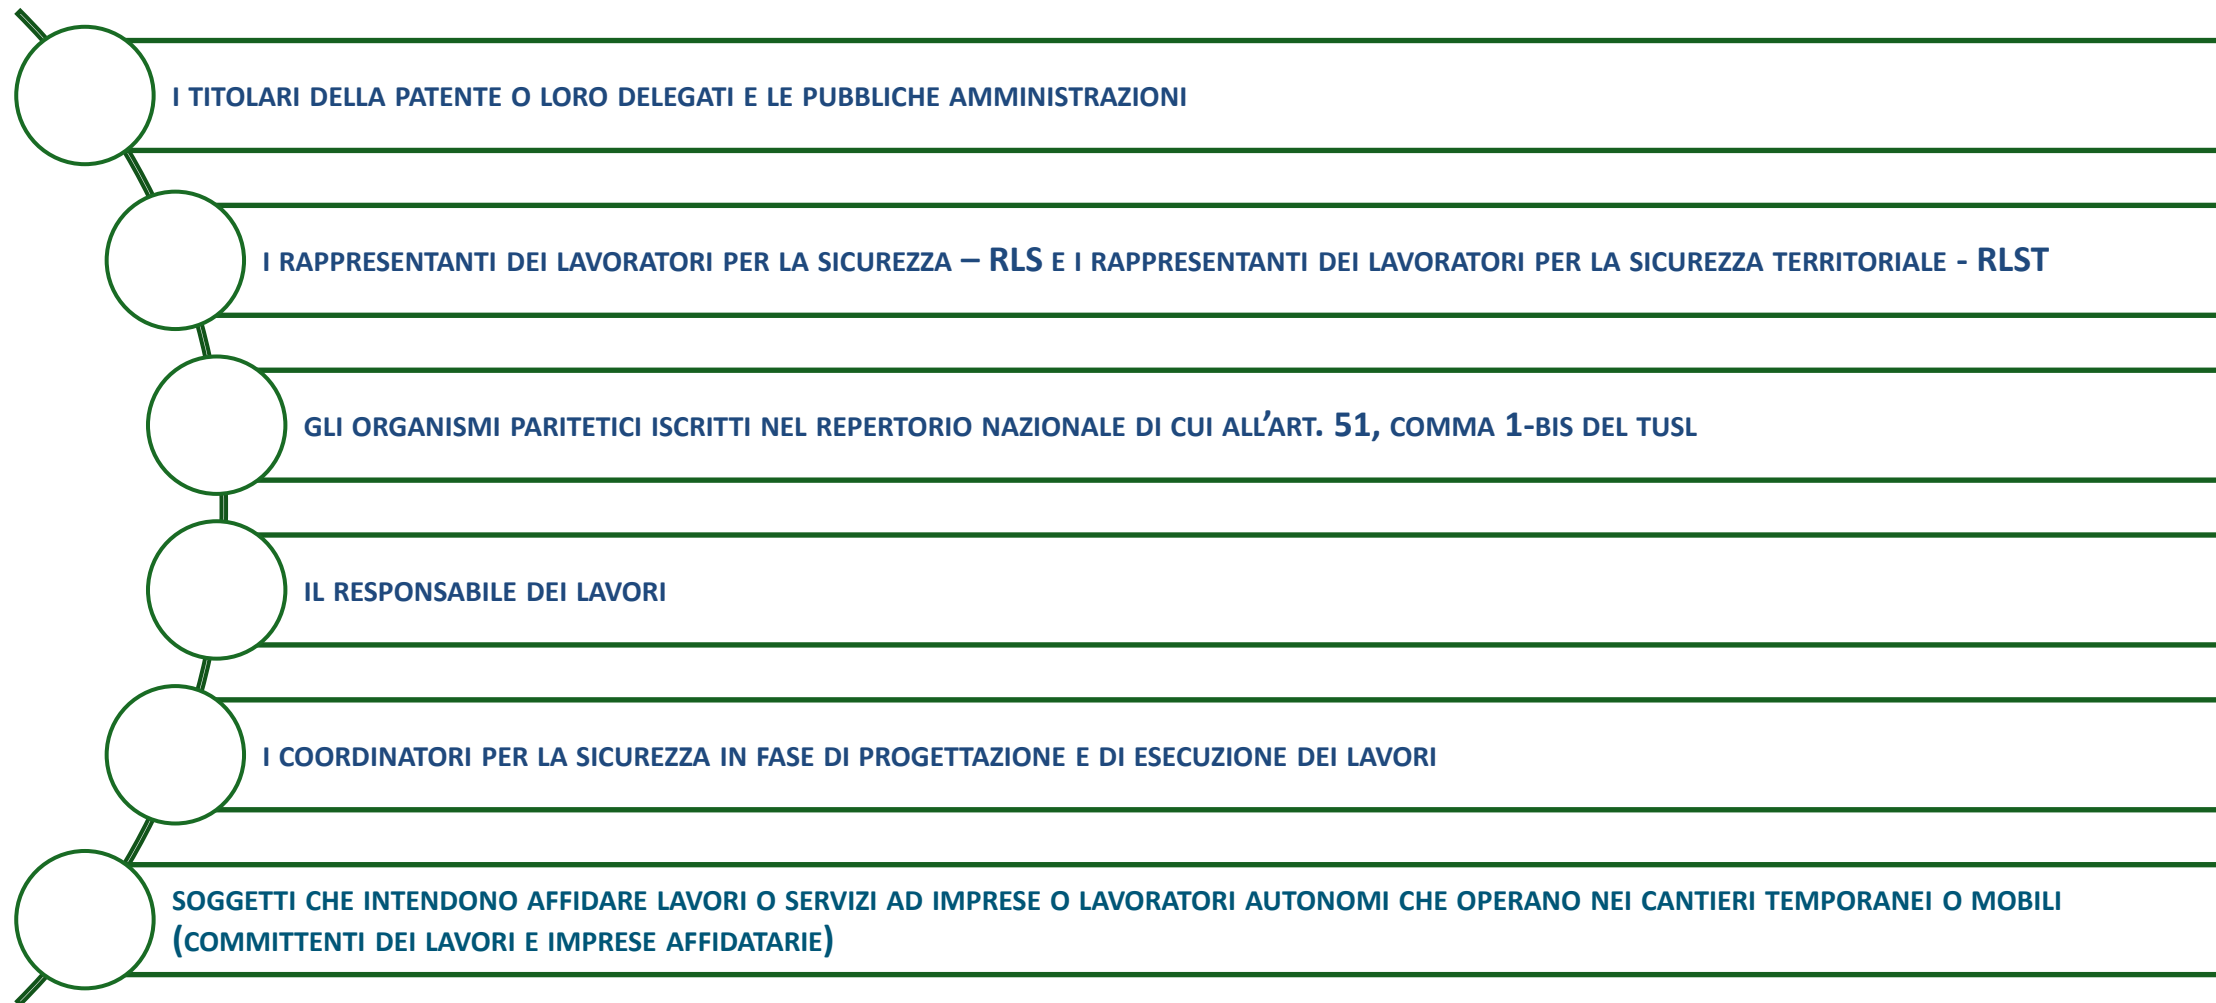 I TITOLARI DELLA PATENTE O LORO DELEGATI E LE PUBBLICHE AMMINISTRAZIONI
I RAPPRESENTANTI DEI LAVORATORI PER LA SICUREZZA – RLS E I RAPPRESENTANTI DEI LAVORATORI PER LA SICUREZZA TERRITORIALE - RLST
GLI ORGANISMI PARITETICI ISCRITTI NEL REPERTORIO NAZIONALE DI CUI ALL’ART. 51, COMMA 1-BIS DEL TUSL
IL RESPONSABILE DEI LAVORI
I COORDINATORI PER LA SICUREZZA IN FASE DI PROGETTAZIONE E DI ESECUZIONE DEI LAVORI
SOGGETTI CHE INTENDONO AFFIDARE LAVORI O SERVIZI AD IMPRESE O LAVORATORI AUTONOMI CHE OPERANO NEI CANTIERI TEMPORANEI O MOBILI
(COMMITTENTI DEI LAVORI E IMPRESE AFFIDATARIE)